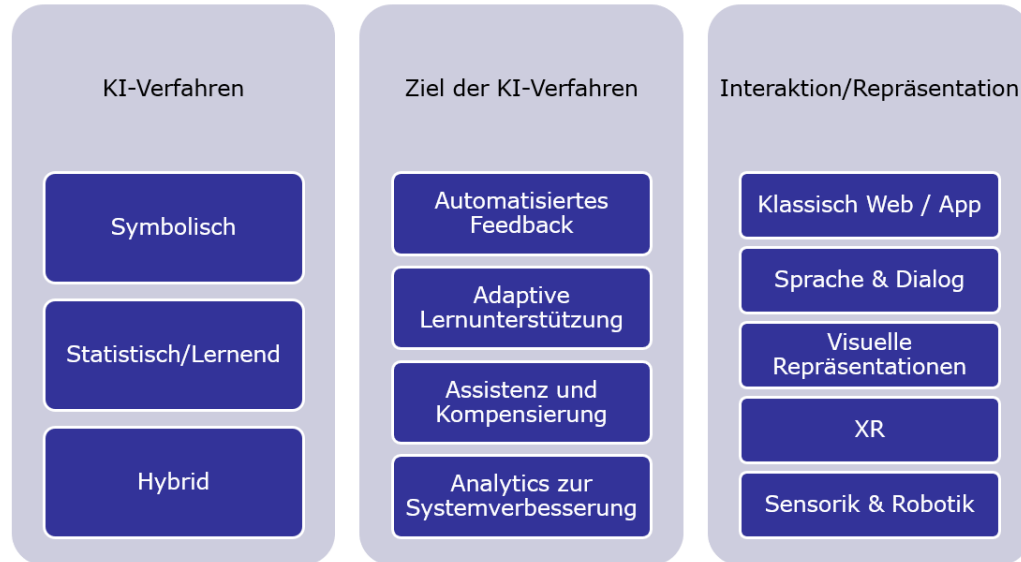 KI-Verfahren
Symbolisch
Statistisch/Lernend
Hybrid
Ziel der KI-Verfahren
Automatisiertes
Feedback
Adaptive
Lernunterstützung
Assistenz und
Kompensierung
Analytics zur
Systemverbesserung
Interaktion/Repräsentation
Klassisch Web / App
Sprache & Dialog
Visuelle
Repräsentationen
XR
Sensorik & Robotik